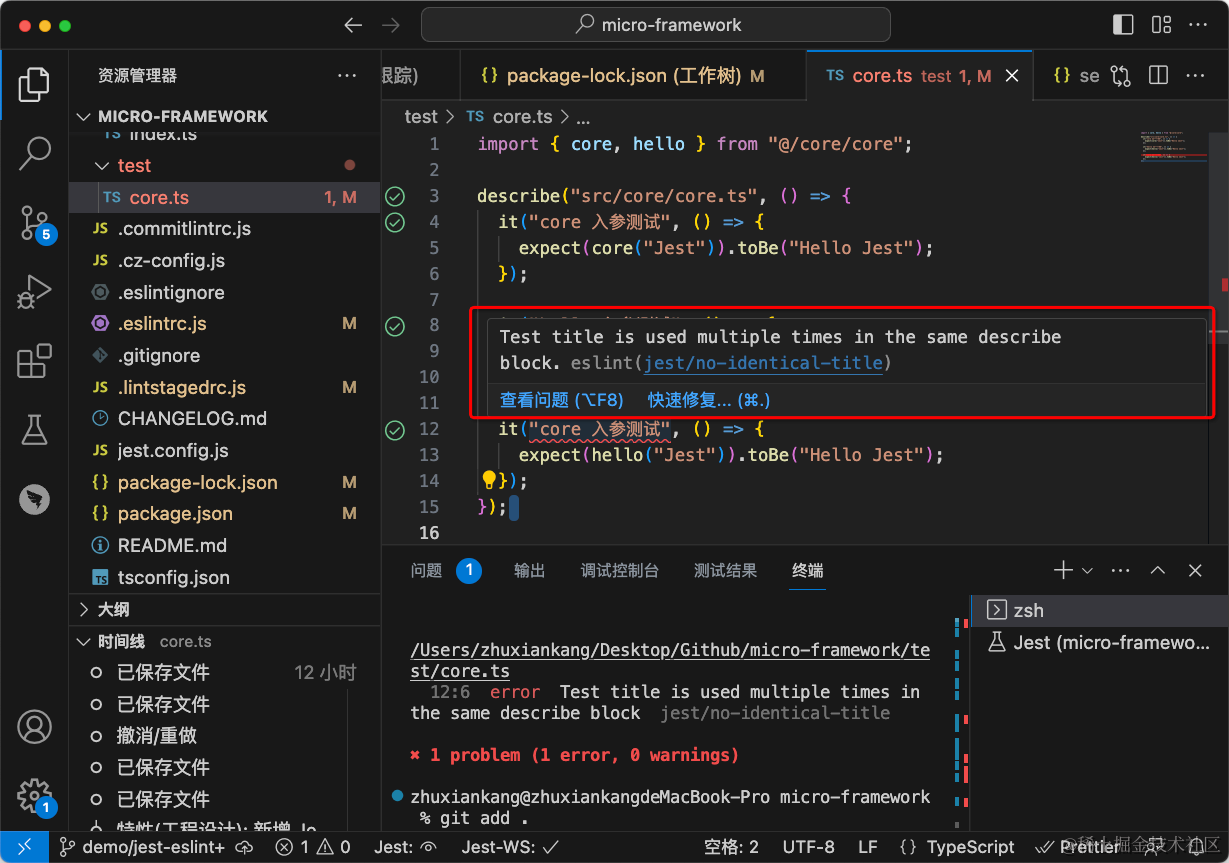 micro-framework
资源管理器
MICRO-FRAMEWORK
TS index.ts
test
TS core.ts 1, M
JS .commitlintrc.js
JS .cz-config.js
.eslintignore
.eslintrc.js M
.gitignore
JS .lintstagedrc.js M
CHANGELOG.md
JS jest.config.js
{} package-lock.json M
{} package.json M
README.md
TS tsconfig.json
大纲
时间线 core.ts
已保存文件 12 小时
已保存文件
撤消/重做
已保存文件
已保存文件
特性(工程设计): 新增 Je
5
1
跟踪)
{} package-lock.json (工作树) M
TS core.ts test 1, M
{} se
test > TS core.ts > ...
1 import { core, hello } from "@/core/core";
2
3 describe("src/core/core.ts", () => {
4 it("core 入参测试", () => {
5 expect(core("Jest")).toBe("Hello Jest");
6 });
7
8
9
10
11
Test title is used multiple times in the same describe
block. eslint(jest/no-identical-title)
查看问题 (⌥F8) 快速修复... (⌘.)
12 it("core 入参测试", () => {
13 expect(hello("Jest")).toBe("Hello Jest");
14 });
15 });
16
问题 1 输出 调试控制台 测试结果 终端
zsh
Jest (micro-framewo...
/Users/zhuxiankang/Desktop/Github/micro-framework/te
st/core.ts
12:6 error Test title is used multiple times in
the same describe block jest/no-identical-title
✖ 1 problem (1 error, 0 warnings)
zhuxiankang@zhuxiankangdeMacBook-Pro micro-framework
% git add .
demo/jest-eslint+ 1 0 Jest: Jest-WS: 空格: 2 UTF-8 LF {} TypeScript Prettier
@稀土掘金技术社区